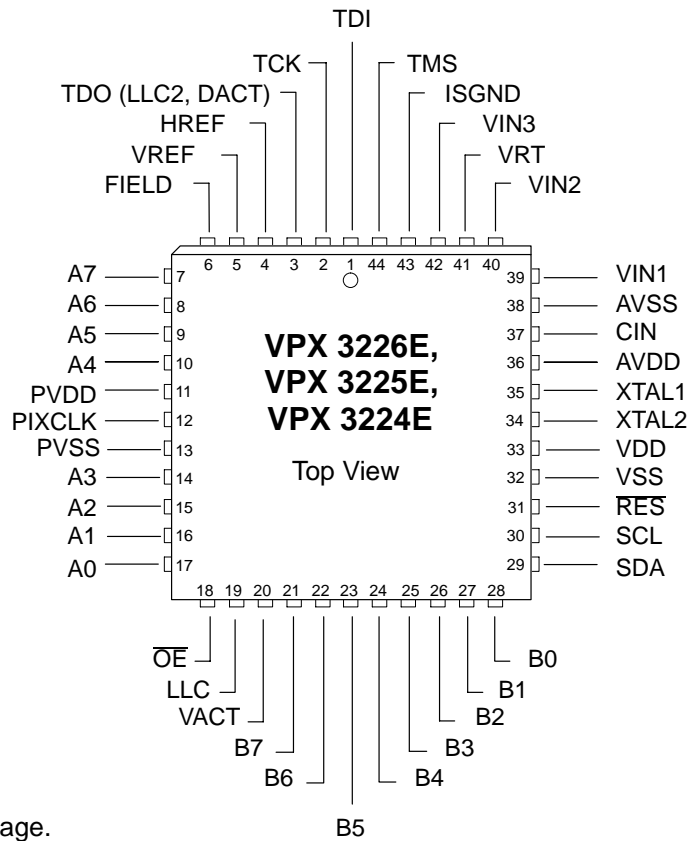 TDI
TCK TMS
TDO (LLC2, DACT) ISGND
HREF VIN3
VREF VRT
FIELD VIN2
6 5 4 3 2 1 44 43 42 41 40
A7 7 39 VIN1
A6 8 38 AVSS
A5 9 37 CIN
A4 10 36 AVDD
PVDD 11 35 XTAL1
PIXCLK 12 34 XTAL2
PVSS 13 33 VDD
A3 14 32 VSS
A2 15 31 RES
A1 16 30 SCL
A0 17 29 SDA
VPX 3226E,
VPX 3225E,
VPX 3224E
Top View
18 19 20 21 22 23 24 25 26 27 28
OE B0
LLC B1
VACT B2
B7 B3
B6 B4
B5
age.